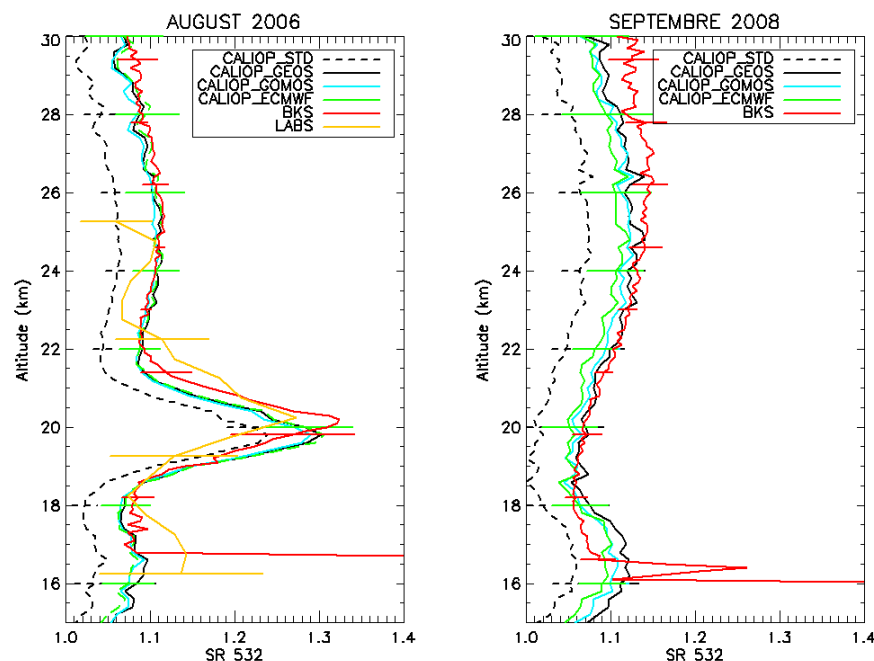 AUGUST 2006
30
28
26
24
22
20
18
16
Altitude (km)
1.0 1.1 1.2 1.3 1.4
SR 532
CALIOP_STD
CALIOP_GEOS
CALIOP_GOMOS
CALIOP_ECMWF
BKS
LABS
SEPTEMBRE 2008
30
28
26
24
22
20
18
16
Altitude (km)
1.0 1.1 1.2 1.3 1.4
SR 532
CALIOP_STD
CALIOP_GEOS
CALIOP_GOMOS
CALIOP_ECMWF
BKS